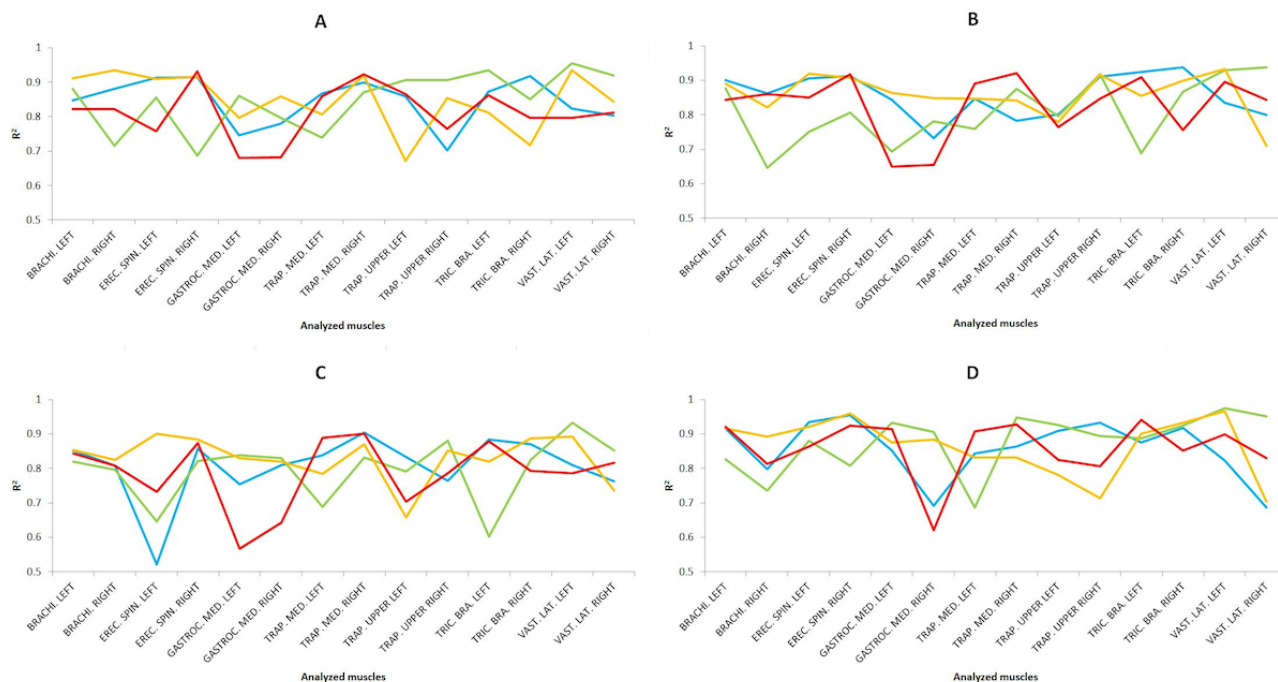 A
1
0.9
0.8
0.7
0.6
0.5
R²
BRACHI. LEFT
BRACHI. RIGHT
EREC. SPIN. LEFT
EREC. SPIN. RIGHT
GASTROC. MED. LEFT
GASTROC. MED. RIGHT
TRAP. MED. LEFT
TRAP. MED. RIGHT
TRAP. UPPER LEFT
TRAP. UPPER RIGHT
TRIC. BRA. LEFT
TRIC. BRA. RIGHT
VAST. LAT. LEFT
VAST. LAT. RIGHT
Analyzed muscles
B
1
0.9
0.8
0.7
0.6
0.5
R²
BRACHI. LEFT
BRACHI. RIGHT
EREC. SPIN. LEFT
EREC. SPIN. RIGHT
GASTROC. MED. LEFT
GASTROC. MED. RIGHT
TRAP. MED. LEFT
TRAP. MED. RIGHT
TRAP. UPPER LEFT
TRAP. UPPER RIGHT
TRIC. BRA. LEFT
TRIC. BRA. RIGHT
VAST. LAT. LEFT
VAST. LAT. RIGHT
Analyzed muscles
C
1
0.9
0.8
0.7
0.6
0.5
R²
BRACHI. LEFT
BRACHI. RIGHT
EREC. SPIN. LEFT
EREC. SPIN. RIGHT
GASTROC. MED. LEFT
GASTROC. MED. RIGHT
TRAP. MED. LEFT
TRAP. MED. RIGHT
TRAP. UPPER LEFT
TRAP. UPPER RIGHT
TRIC. BRA. LEFT
TRIC. BRA. RIGHT
VAST. LAT. LEFT
VAST. LAT. RIGHT
Analyzed muscles
D
1
0.9
0.8
0.7
0.6
0.5
R²
BRACHI. LEFT
BRACHI. RIGHT
EREC. SPIN. LEFT
EREC. SPIN. RIGHT
GASTROC. MED. LEFT
GASTROC. MED. RIGHT
TRAP. MED. LEFT
TRAP. MED. RIGHT
TRAP. UPPER LEFT
TRAP. UPPER RIGHT
TRIC. BRA. LEFT
TRIC. BRA. RIGHT
VAST. LAT. LEFT
VAST. LAT. RIGHT
Analyzed muscles